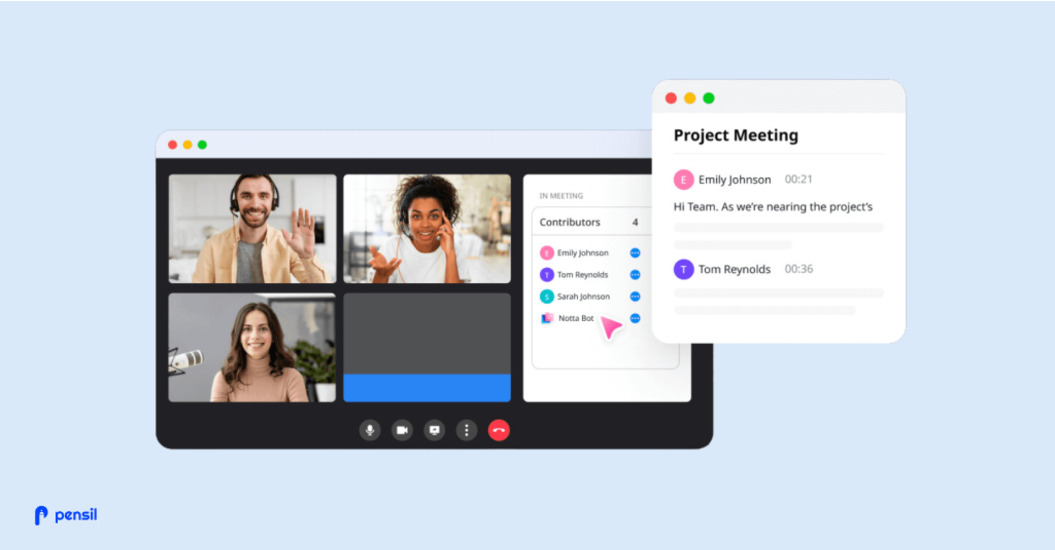 IN MEETING
Contributors 4
E Emily Johnson
T Tom Reynolds
S Sarah Johnson
Notta Bot
Project Meeting
E Emily Johnson 00:21
Hi Team. As we're nearing the project's
T Tom Reynolds 00:36
pensil